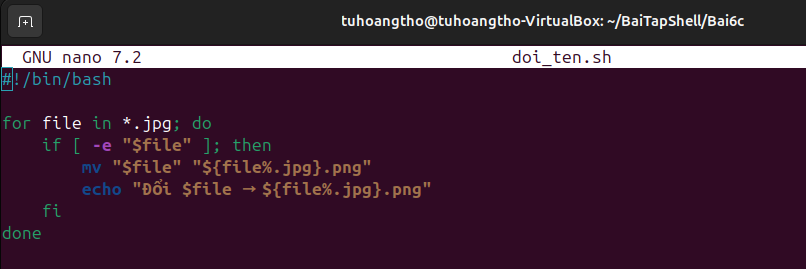 tuhoangtho@tuhoangtho-VirtualBox: ~/BaiTapShell/Bai6c
GNU nano 7.2 doi_ten.sh
#!/bin/bash
for file in *.jpg; do
    if [ -e "$file" ]; then
        mv "$file" "${file%.jpg}.png"
        echo "Đổi $file → ${file%.jpg}.png"
    fi
done